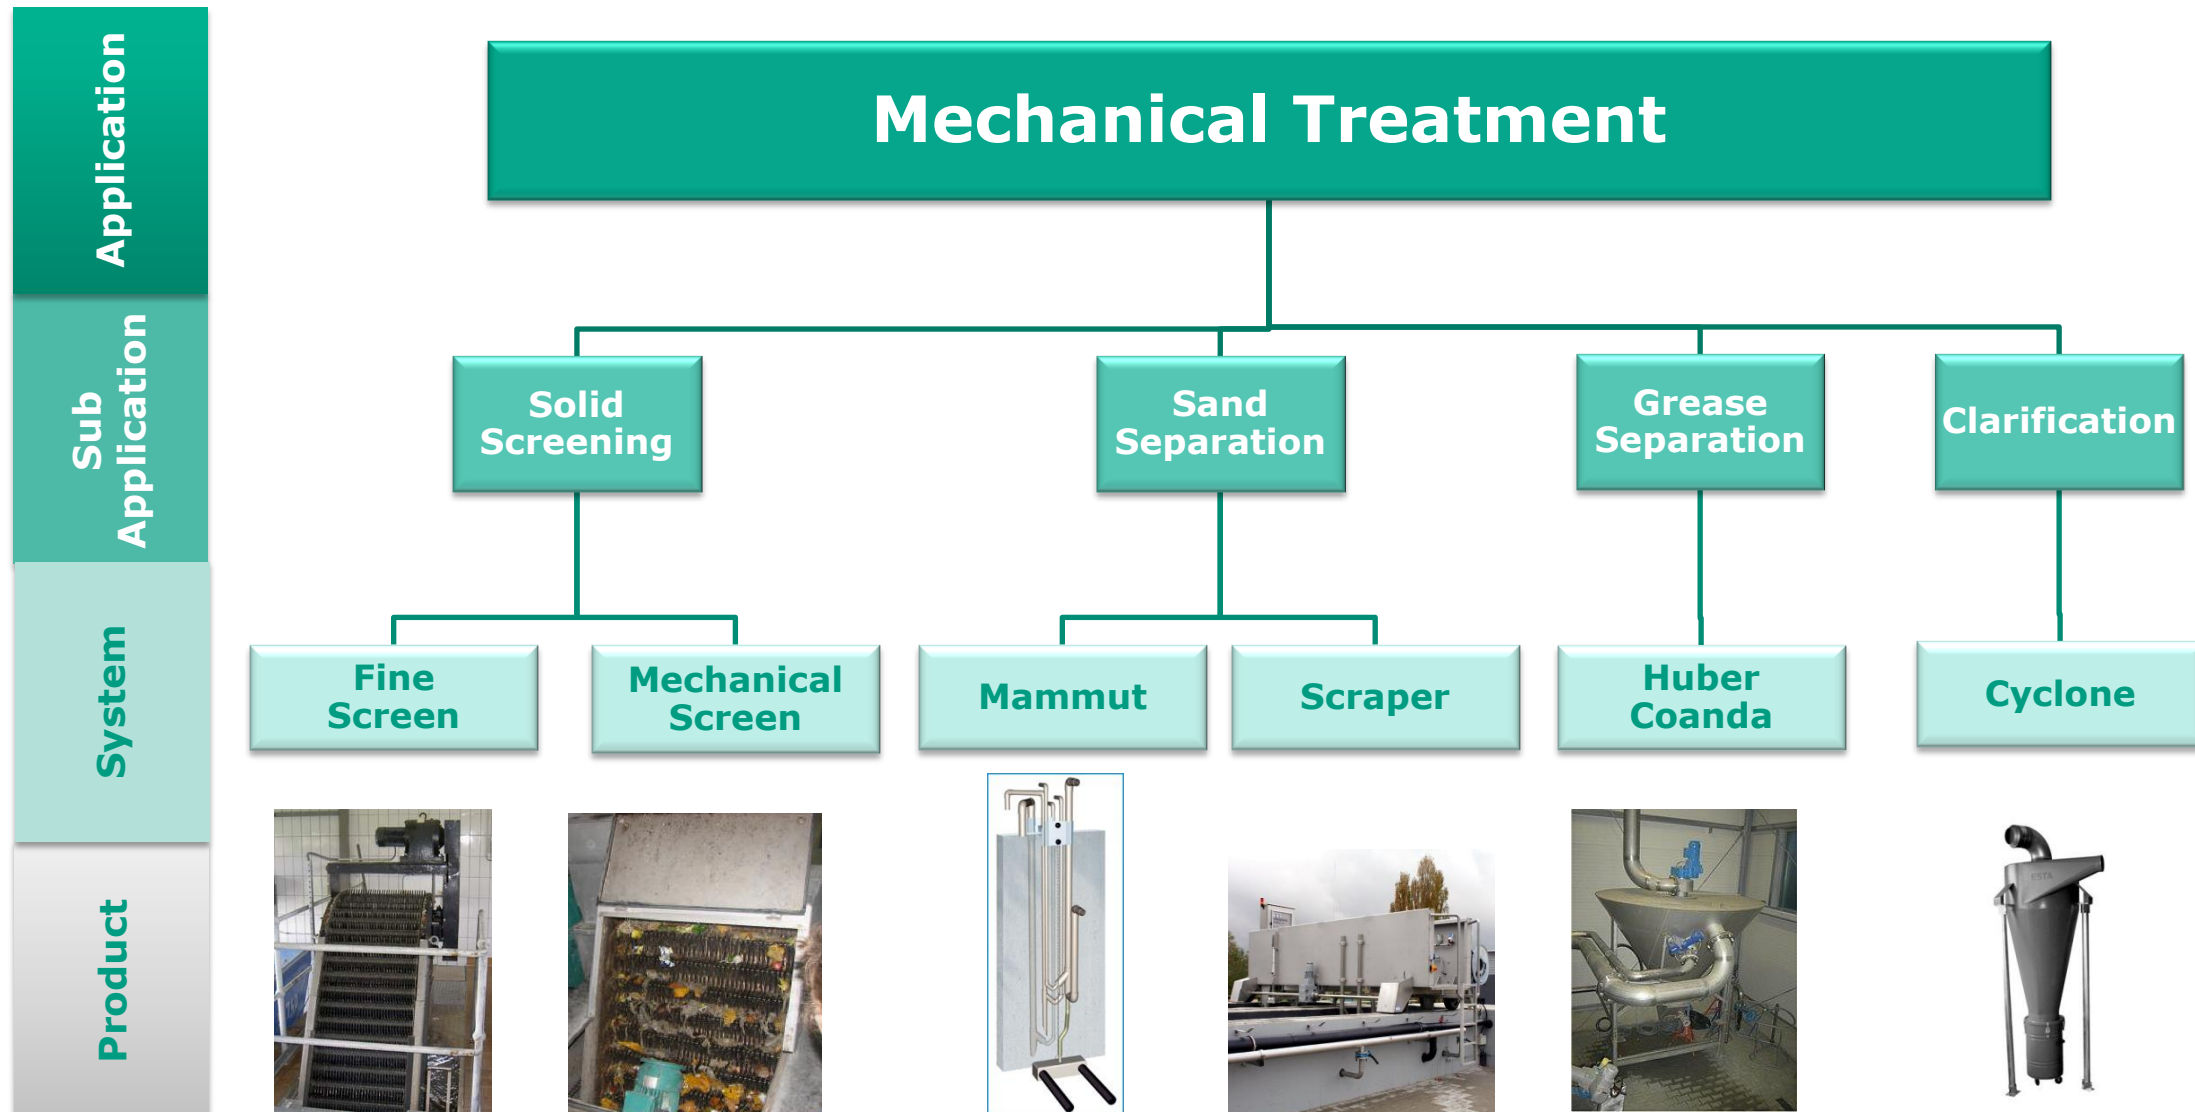 Application
Mechanical Treatment
Sub
Application
Solid
Screening
Sand
Separation
Grease
Separation
Clarification
System
Fine
Screen
Mechanical
Screen
Mammut
Scraper
Huber
Coanda
Cyclone
Product
ESTA